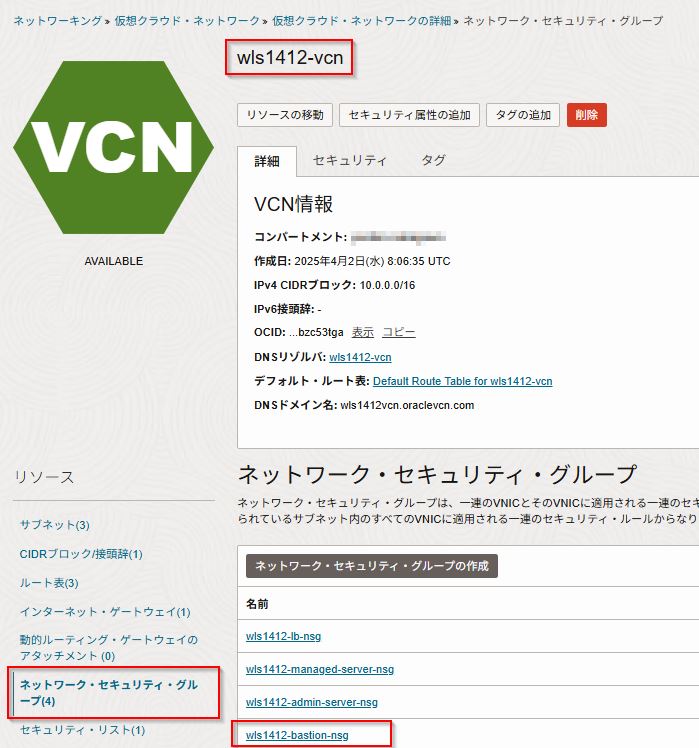 ネットワーキング » 仮想クラウド・ネットワーク » 仮想クラウド・ネットワークの詳細 » ネットワーク・セキュリティ・グループ
wls1412-vcn
VCN
AVAILABLE
リソースの移動 セキュリティ属性の追加 タグの追加 削除
詳細 セキュリティ タグ
VCN情報
コンパートメント:
作成日: 2025年4月2日(水) 8:06:35 UTC
IPv4 CIDRブロック: 10.0.0.0/16
IPv6接頭辞: -
OCID: ...bzc53tga 表示 コピー
DNSリゾルバ: wls1412-vcn
デフォルト・ルート表: Default Route Table for wls1412-vcn
DNSドメイン名: wls1412vcn.oraclevcn.com
リソース
サブネット(3)
CIDRブロック/接頭辞(1)
ルート表(3)
インターネット・ゲートウェイ(1)
動的ルーティング・ゲートウェイの
アタッチメント (0)
ネットワーク・セキュリティ・グル
ープ(4)
セキュリティ・リスト(1)
ネットワーク・セキュリティ・グループ
ネットワーク・セキュリティ・グループは、一連のVNICとそのVNICに適用される一連のセキ
られているサブネット内のすべてのVNICに適用される一連のセキュリティ・ルールからなり
ネットワーク・セキュリティ・グループの作成
名前
wls1412-lb-nsg
wls1412-managed-server-nsg
wls1412-admin-server-nsg
wls1412-bastion-nsg